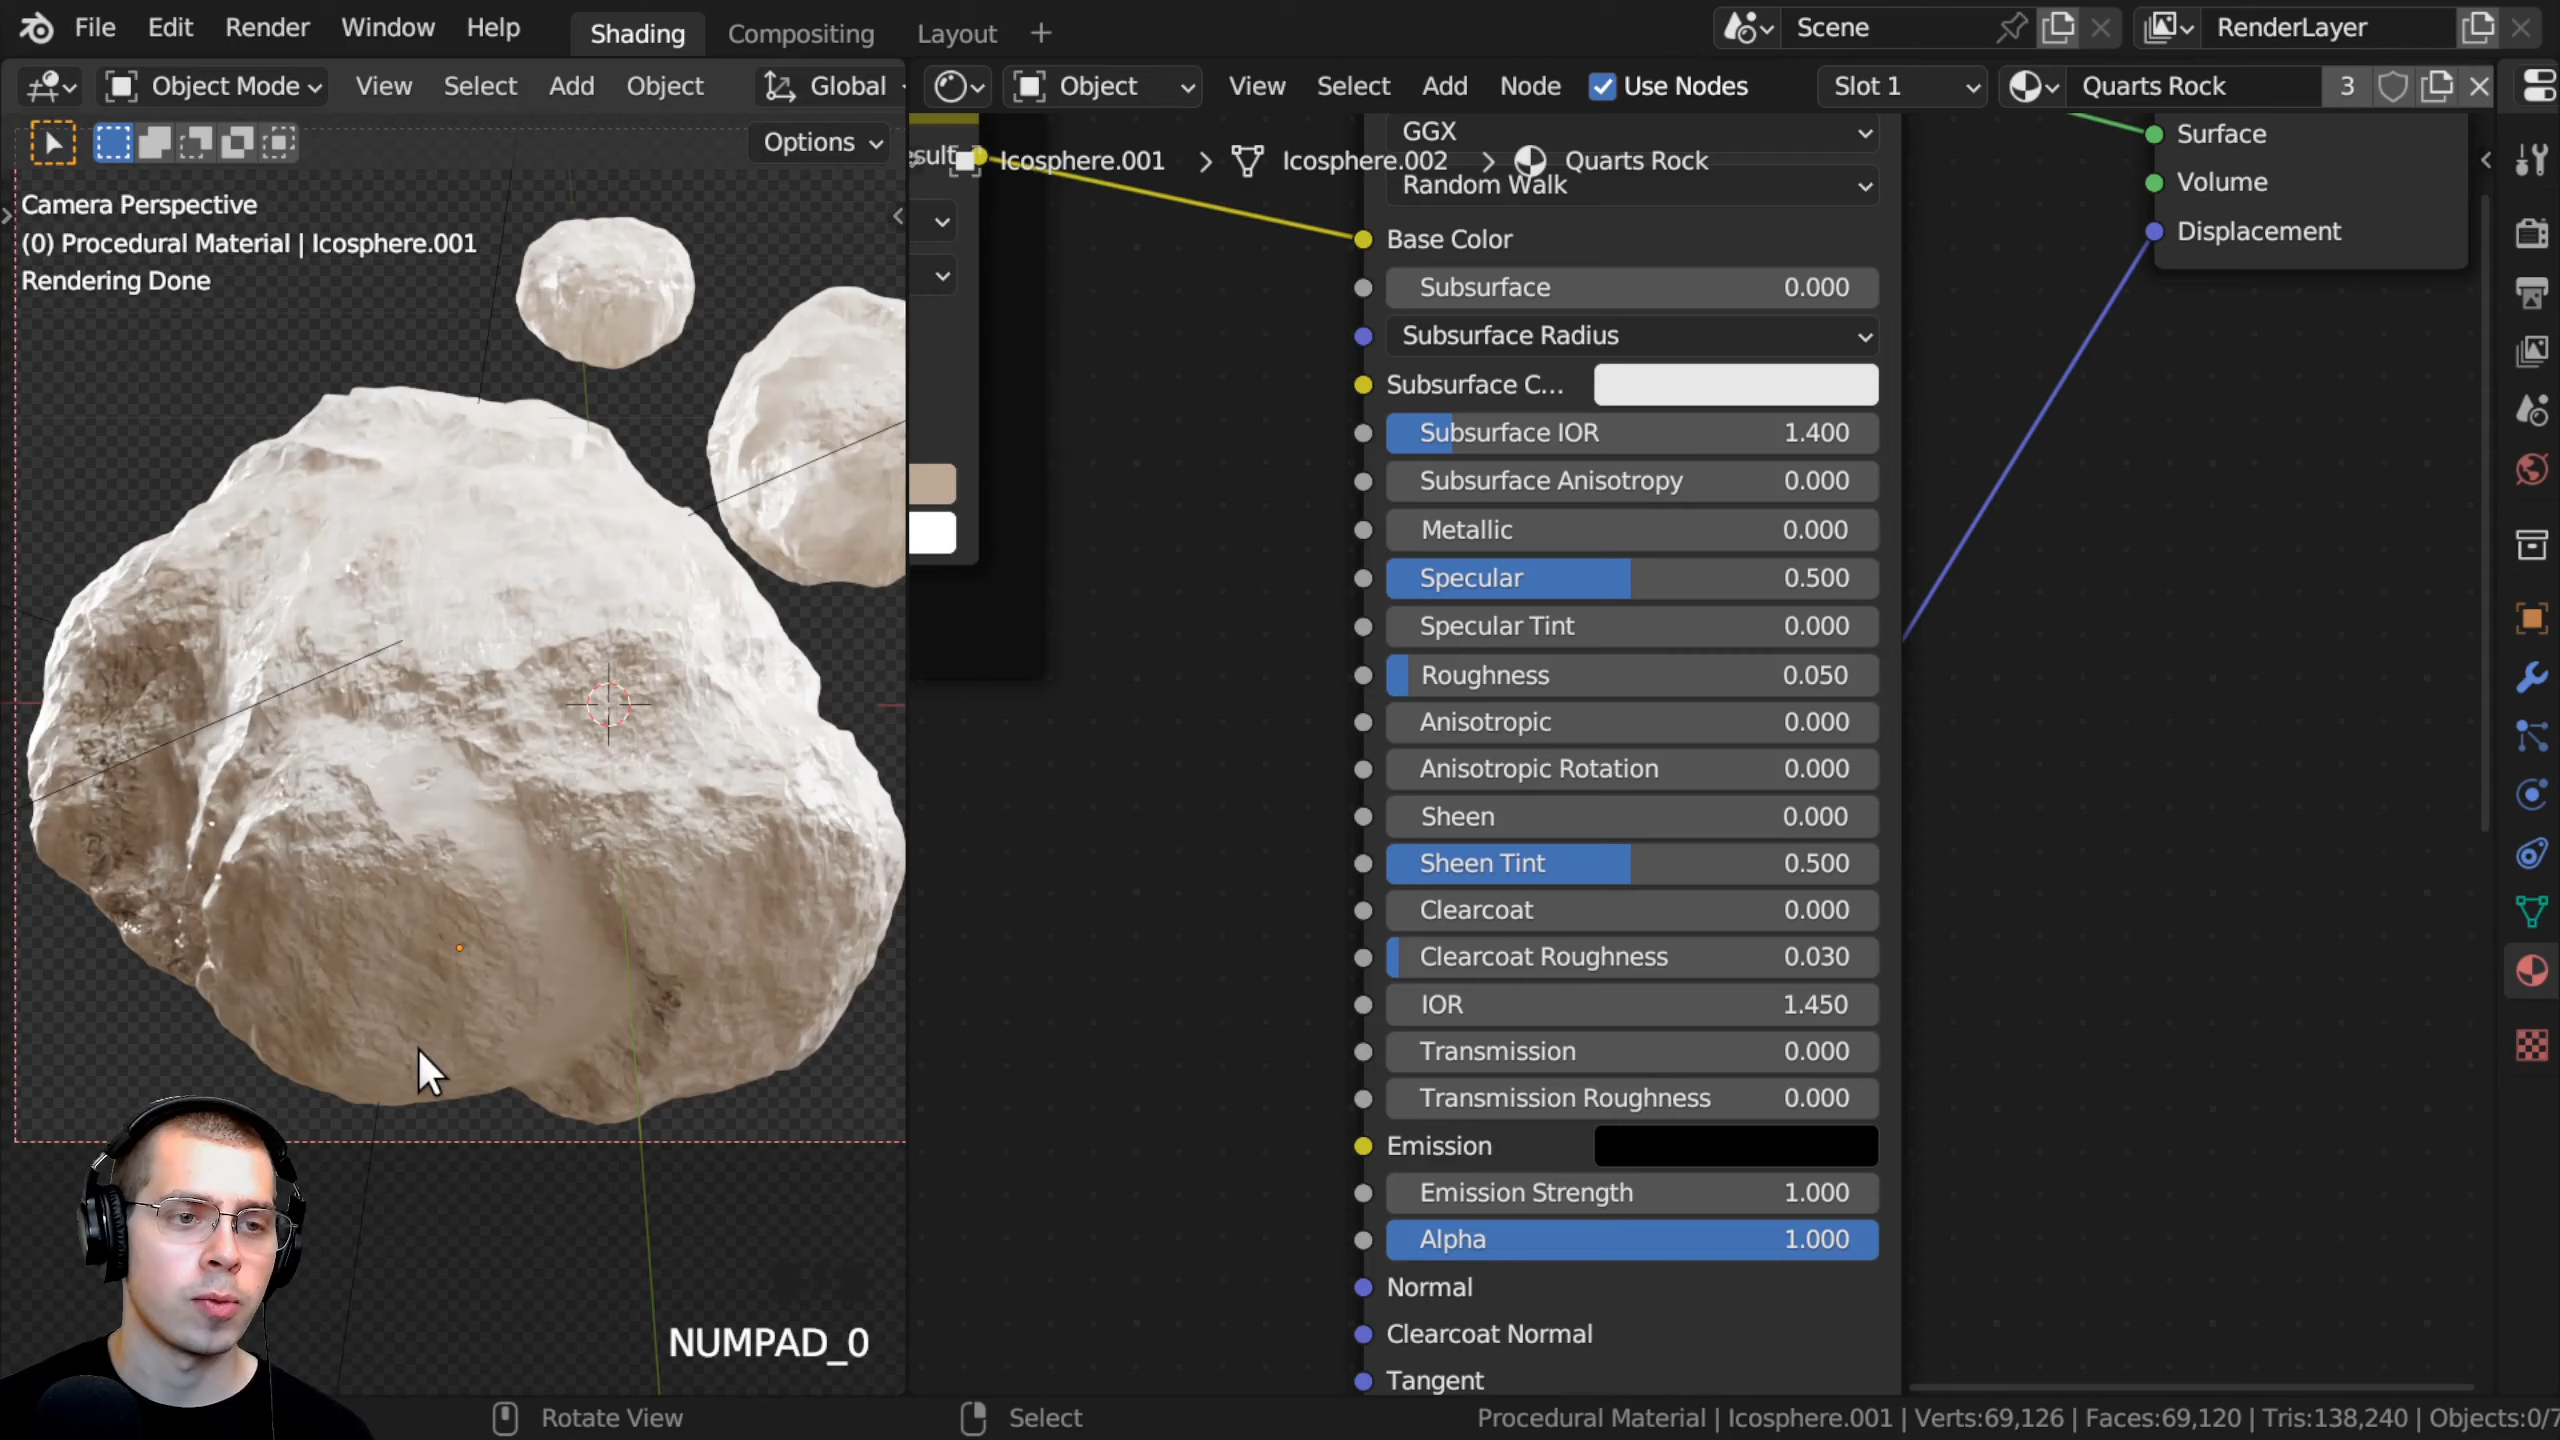 File Edit Render Window Help Shading Compositing Layout + Scene RenderLayer
Object Mode View Select Add Object Global Object View Select Add Node Use Nodes Slot 1 Quarts Rock 3
Options
Camera Perspective
(0) Procedural Material | Icosphere.001
Rendering Done
Icosphere.001 > Icosphere.002 > Quarts Rock
GGX
Random Walk
Base Color
Subsurface 0.000
Subsurface Radius
Subsurface C...
Subsurface IOR 1.400
Subsurface Anisotropy 0.000
Metallic 0.000
Specular 0.500
Specular Tint 0.000
Roughness 0.050
Anisotropic 0.000
Anisotropic Rotation 0.000
Sheen 0.000
Sheen Tint 0.500
Clearcoat 0.000
Clearcoat Roughness 0.030
IOR 1.450
Transmission 0.000
Transmission Roughness 0.000
Emission
Emission Strength 1.000
Alpha 1.000
Normal
Clearcoat Normal
Tangent
Surface
Volume
Displacement
NUMPAD_0
Rotate View Select Procedural Material | Icosphere.001 | Verts:69,126 | Faces:69,120 | Tris:138,240 | Objects:0/7